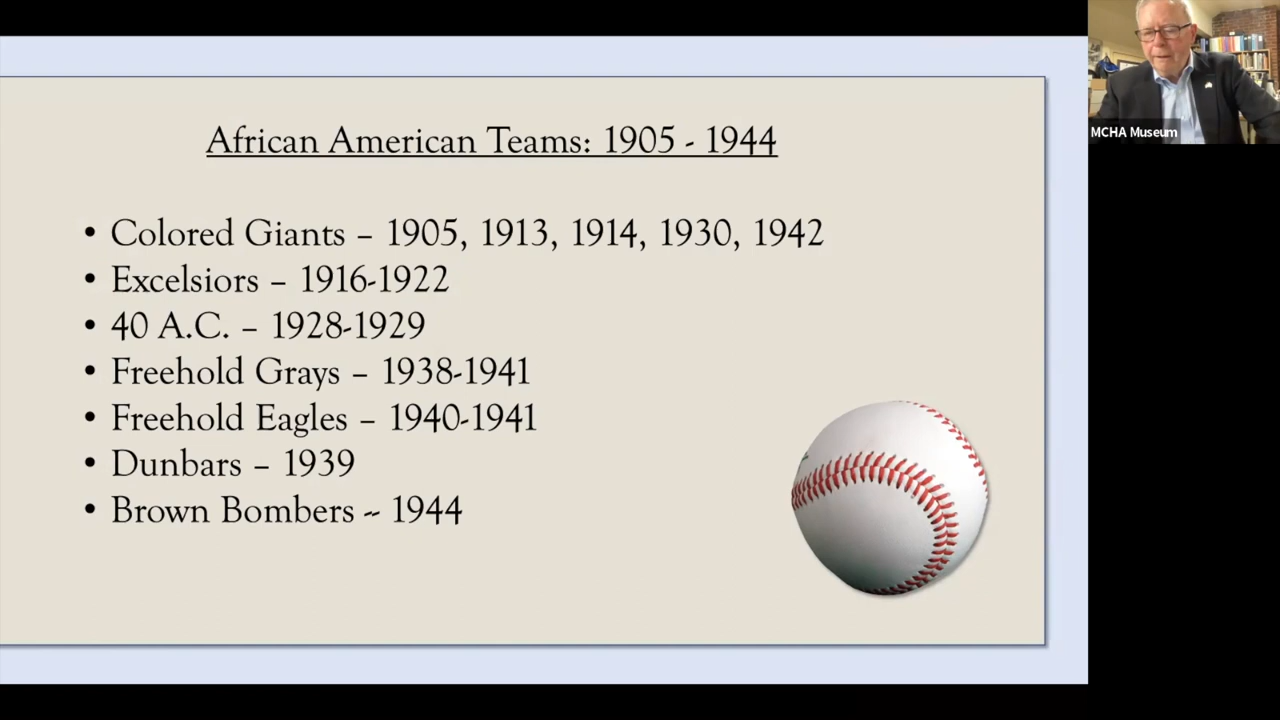 African American Teams: 1905 - 1944
• Colored Giants – 1905, 1913, 1914, 1930, 1942
• Excelsiors – 1916-1922
• 40 A.C. – 1928-1929
• Freehold Grays – 1938-1941
• Freehold Eagles – 1940-1941
• Dunbars – 1939
• Brown Bombers -- 1944
MCHA Museum